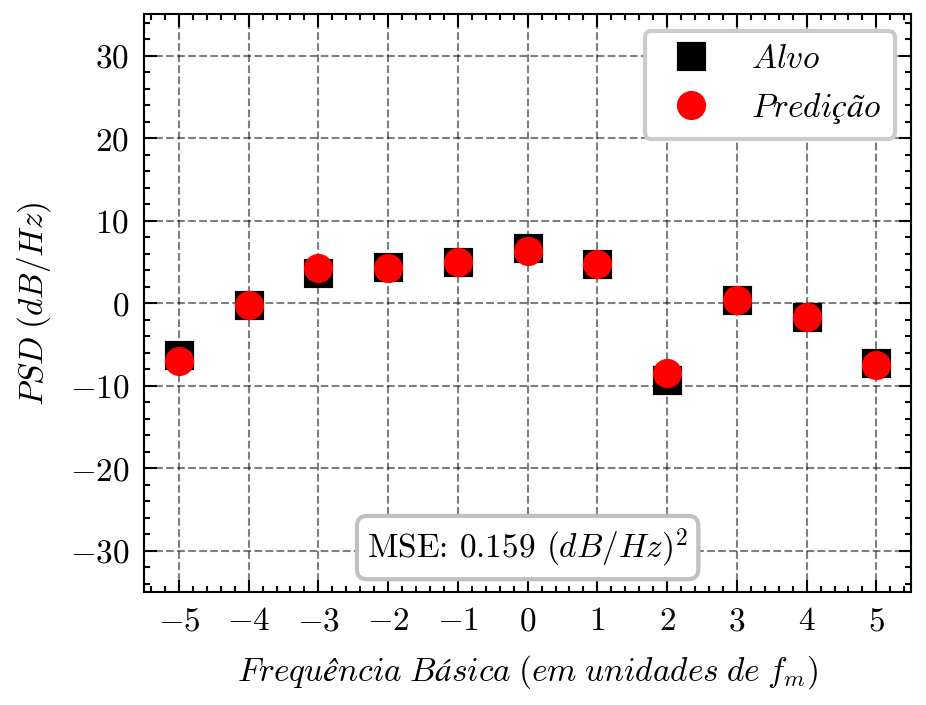 Alvo
Predição
30
20
10
0
−10
−20
−30
PSD (dB/Hz)
MSE: 0.159 (dB/Hz)²
−5 −4 −3 −2 −1 0 1 2 3 4 5
Frequência Básica (em unidades de fₘ)